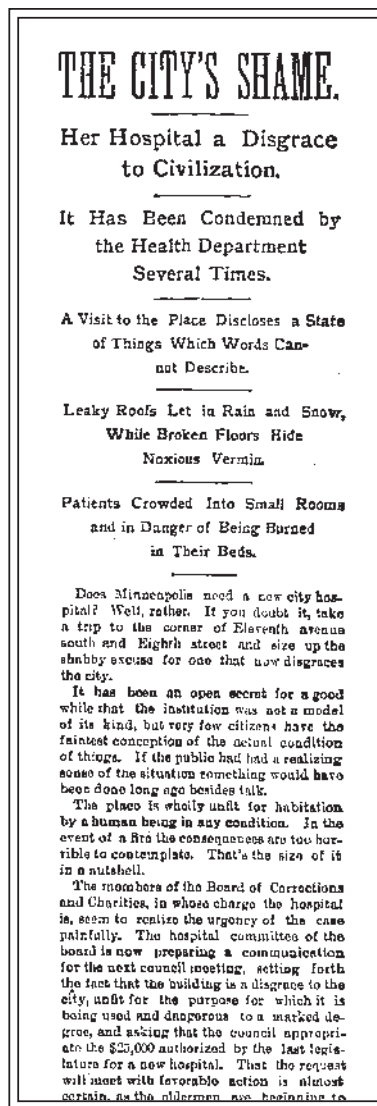 THE CITY'S SHAME.
Her Hospital a Disgrace
to Civilization.
It Has Been Condemned by
the Health Department
Several Times.
A Visit to the Place Discloses a State
of Things Which Words Can-
not Describe.
Leaky Roofs Let in Rain and Snow,
While Broken Floors Hide
Noxious Vermin.
Patients Crowded Into Small Rooms
and in Danger of Being Burned
in Their Beds.
Does Minneapolis need a new city hos-
pital? Well, rather. If you doubt it, take
a trip to the corner of Eleventh avenue
south and Eighth street and size up the
shabby excuse for one that now disgraces
the city.
It has been an open secret for a good
while that the institution was not a model
of its kind, but very few citizens have the
faintest conception of the actual condition
of things. If the public had had a realizing
sense of the situation something would have
been done long ago besides talk.
The place is wholly unfit for habitation
by a human being in any condition. In the
event of a fire the consequences are too hor-
rible to contemplate. That's the size of it
in a nutshell.
The members of the Board of Corrections
and Charities, in whose charge the hospital
is, seem to realize the urgency of the case
painfully. The hospital committee of the
board is now preparing a communication
for the next council meeting, setting forth
the fact that the building is a disgrace to the
city, unfit for the purpose for which it is
being used and dangerous to a marked de-
gree, and asking that the council appropri-
ate the $25,000 authorized by the last legis-
lature for a new hospital. That the request
will meet with favorable action is almost
certain, as the aldermen are beginning to